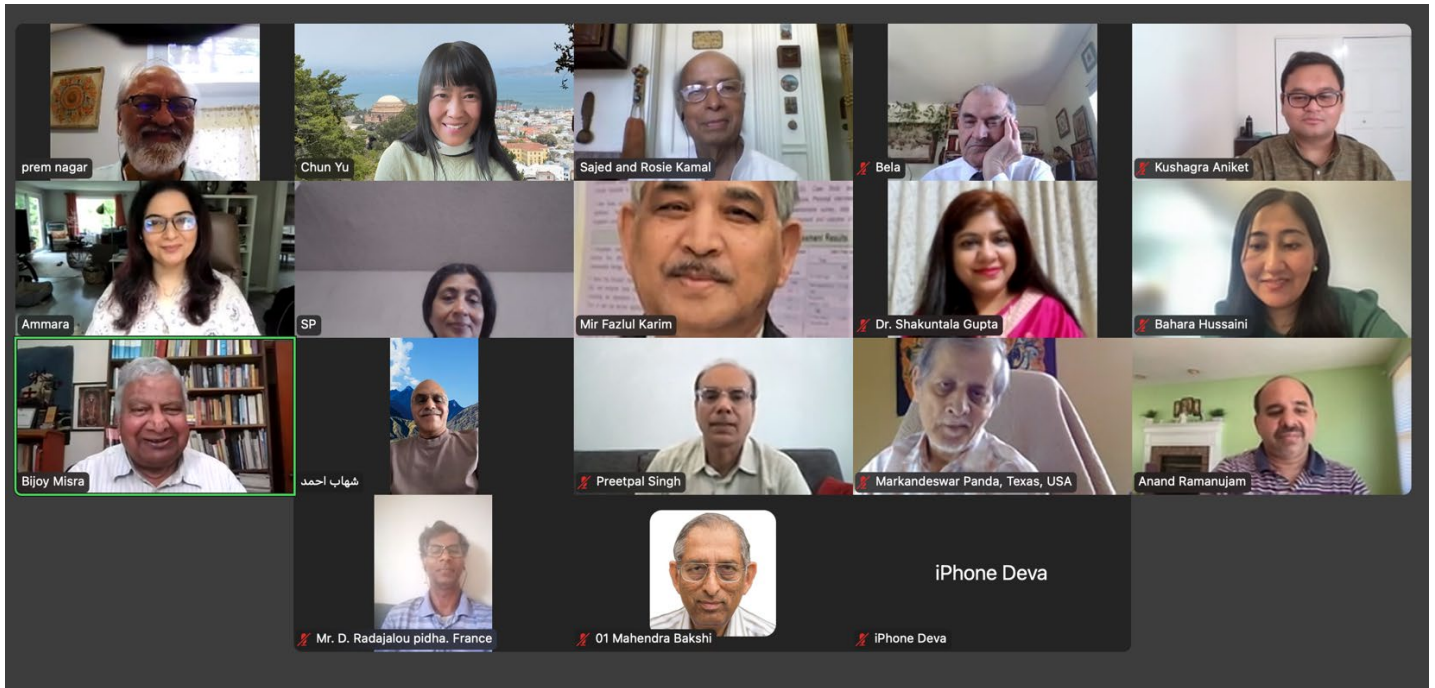 prem nagar
Chun Yu
Sajed and Rosie Kamal
Bela
Kushagra Aniket
Ammara
SP
Mir Fazlul Karim
Dr. Shakuntala Gupta
Bahara Hussaini
Bijoy Misra
شهاب احمد
Preetpal Singh
Markandeswar Panda, Texas, USA
Anand Ramanujam
iPhone Deva
Mr. D. Radajalou pidha. France
01 Mahendra Bakshi
iPhone Deva